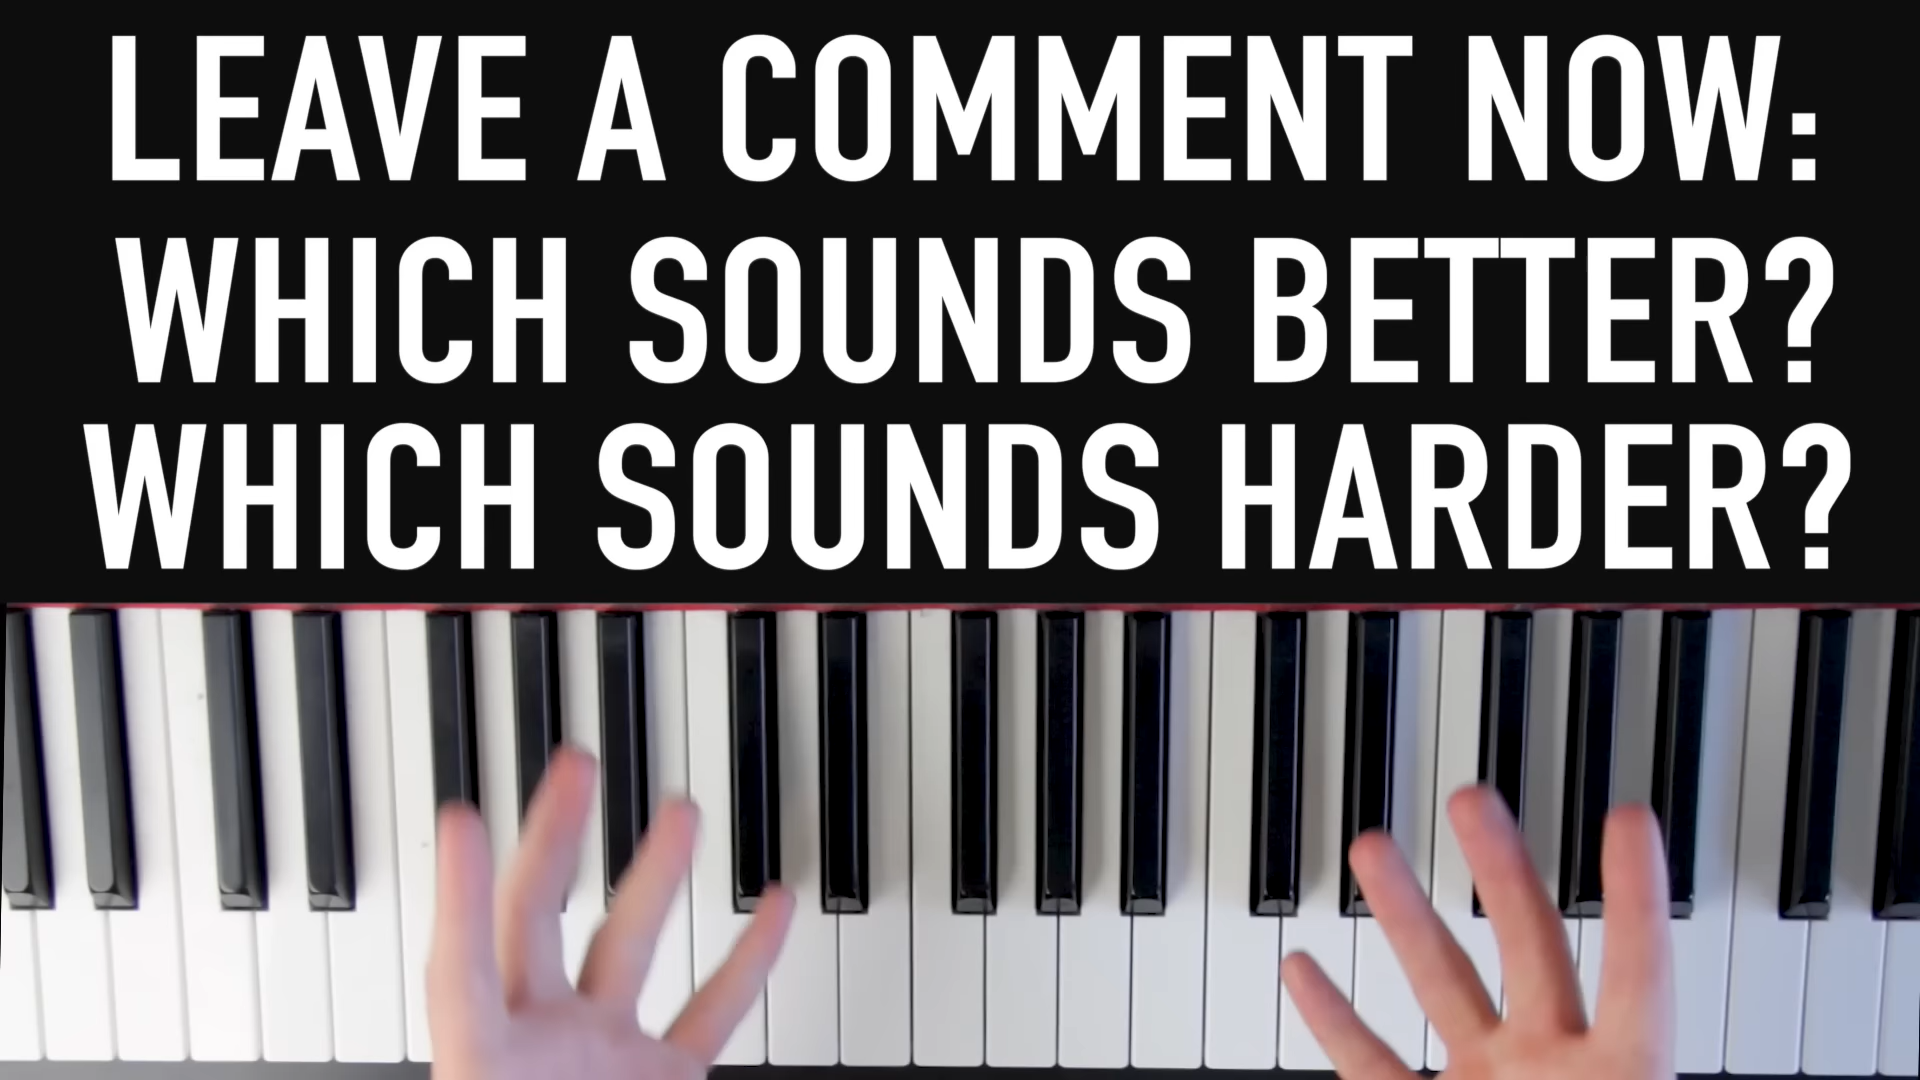 LEAVE A COMMENT NOW:
WHICH SOUNDS BETTER?
WHICH SOUNDS HARDER?